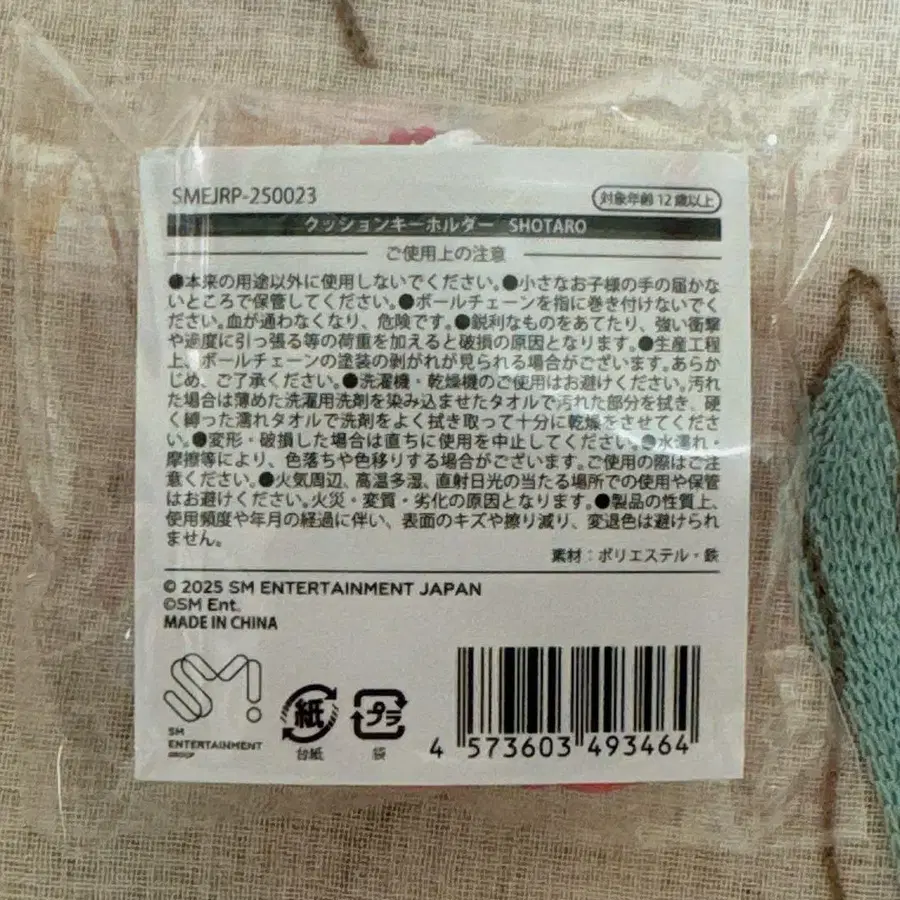 SMEJRP-250023
対象年齢 12歳以上
クッションキーホルダー SHOTARO
ご使用上の注意
●本来の用途以外に使用しないでください。●小さなお子様の手の届かな
いところで保管してください。●ボールチェーンを指に巻き付けないでく
ださい。血が通わなくなり、危険です。●鋭利なものをあてたり、強い衝撃
や過度に引っ張る等の荷重を加えると破損の原因となります。●生産工程
上、ボールチェーンの塗装の剥がれが見られる場合がございます。あらか
じめ、ご了承ください。●洗濯機・乾燥機のご使用はお避けください。汚れ
た場合は薄めた洗濯用洗剤を染み込ませたタオルで汚れた部分を拭き、硬
く縛った濡れタオルで洗剤をよく拭き取って十分に乾燥をさせてくださ
い。●変形・破損した場合は直ちに使用を中止してください。●水濡れ・
摩擦等により、色落ちや色移りする場合がございます。ご使用の際はご注
意ください。●火気周辺、高温多湿、直射日光の当たる場所での使用や保管
はお避けください。火災・変質・劣化の原因となります。●製品の性質上、
使用頻度や年月の経過に伴い、表面のキズや擦り減り、変退色は避けられ
ません。
素材：ポリエステル・鉄
© 2025 SM ENTERTAINMENT JAPAN
©SM Ent.
MADE IN CHINA
SM!
SM
ENTERTAINMENT
GROUP
紙
台紙
プラ
袋
4 573603 493464